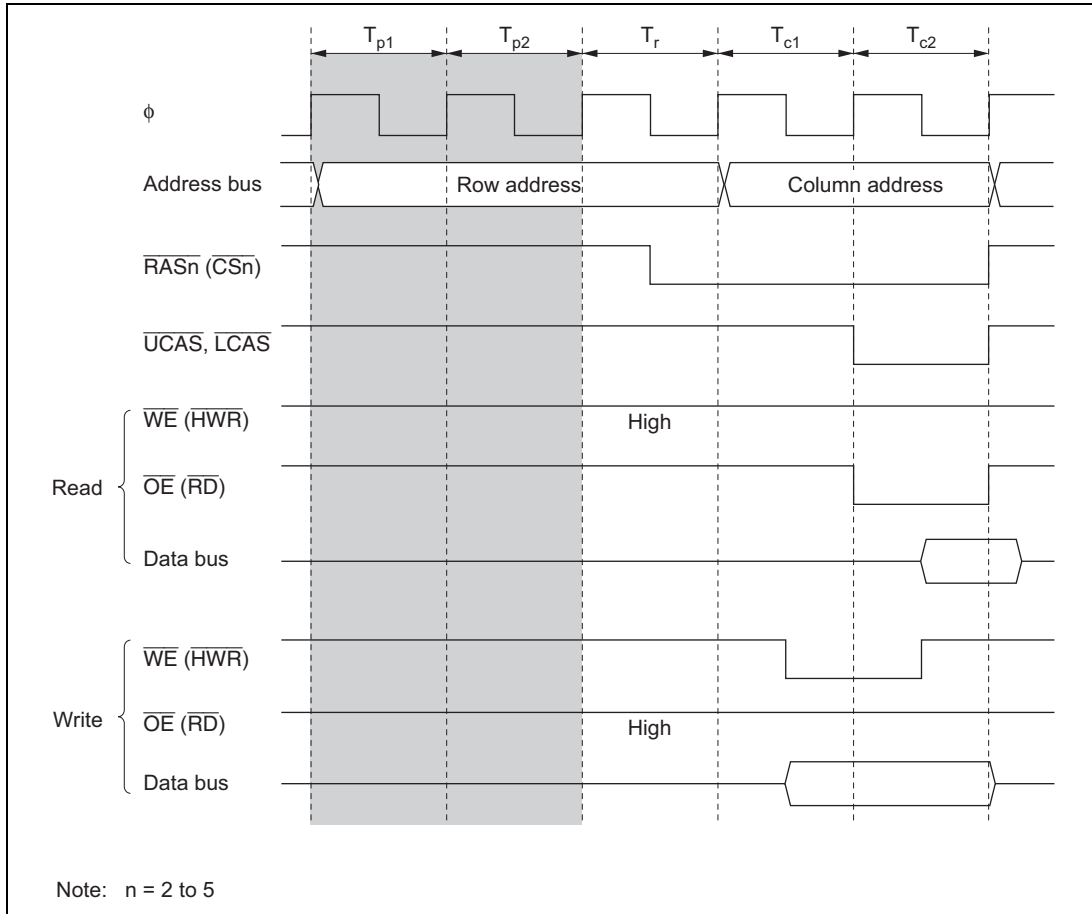 Tp1 Tp2 Tr Tc1 Tc2
ϕ
Address bus Row address Column address
RASn (CSn)
UCAS, LCAS
WE (HWR) High
Read OE (RD)
Data bus
WE (HWR)
Write OE (RD) High
Data bus
Note: n = 2 to 5